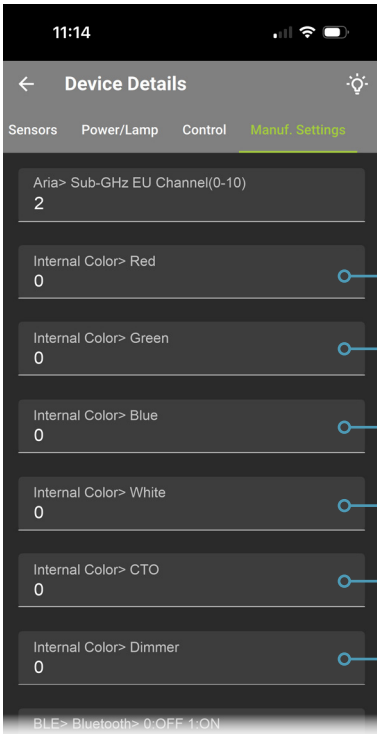 11:14
Device Details
Sensors Power/Lamp Control Manuf. Settings
Aria> Sub-GHz EU Channel(0-10)
2
Internal Color> Red
0
Internal Color> Green
0
Internal Color> Blue
0
Internal Color> White
0
Internal Color> CTO
0
Internal Color> Dimmer
0
BLE> Bluetooth> 0:OFF 1:ON